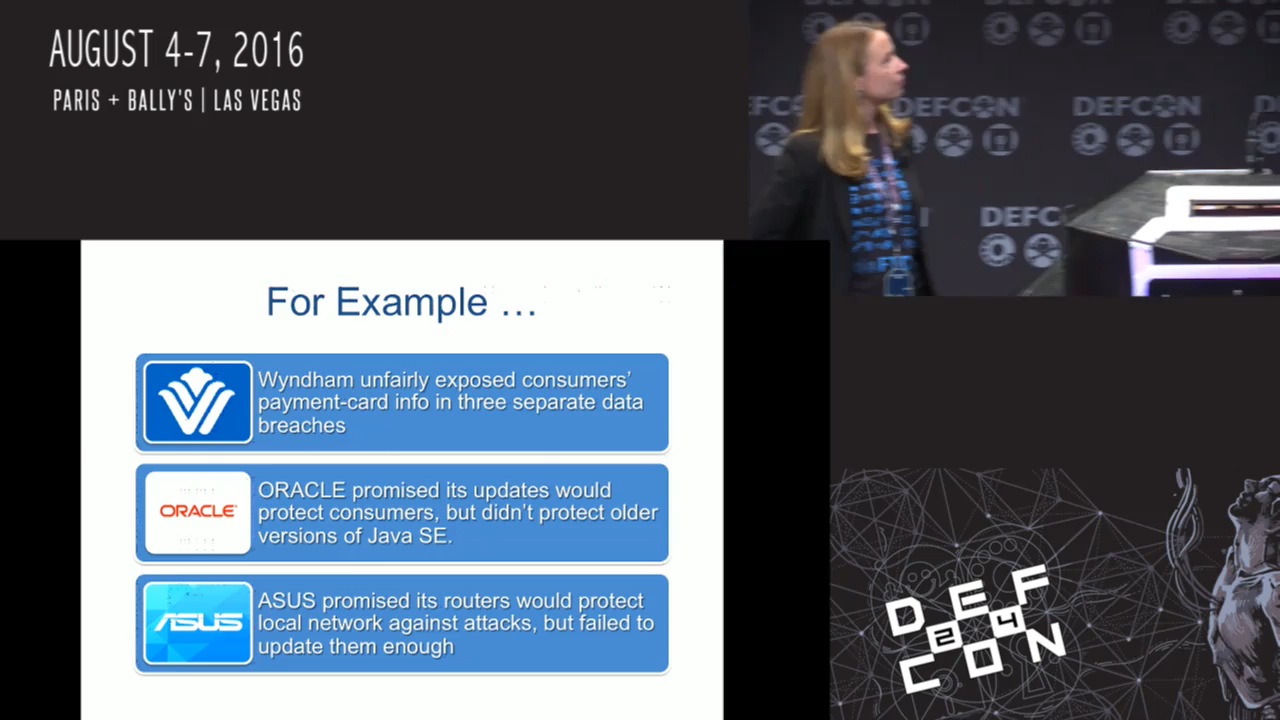 AUGUST 4-7, 2016
PARIS + BALLY'S | LAS VEGAS
DEFCON
DEFCON
DEFC
For Example …
Wyndham unfairly exposed consumers'
payment-card info in three separate data
breaches
ORACLE
ORACLE promised its updates would
protect consumers, but didn't protect older
versions of Java SE.
ASUS
ASUS promised its routers would protect
local network against attacks, but failed to
update them enough
DEF
24
CON